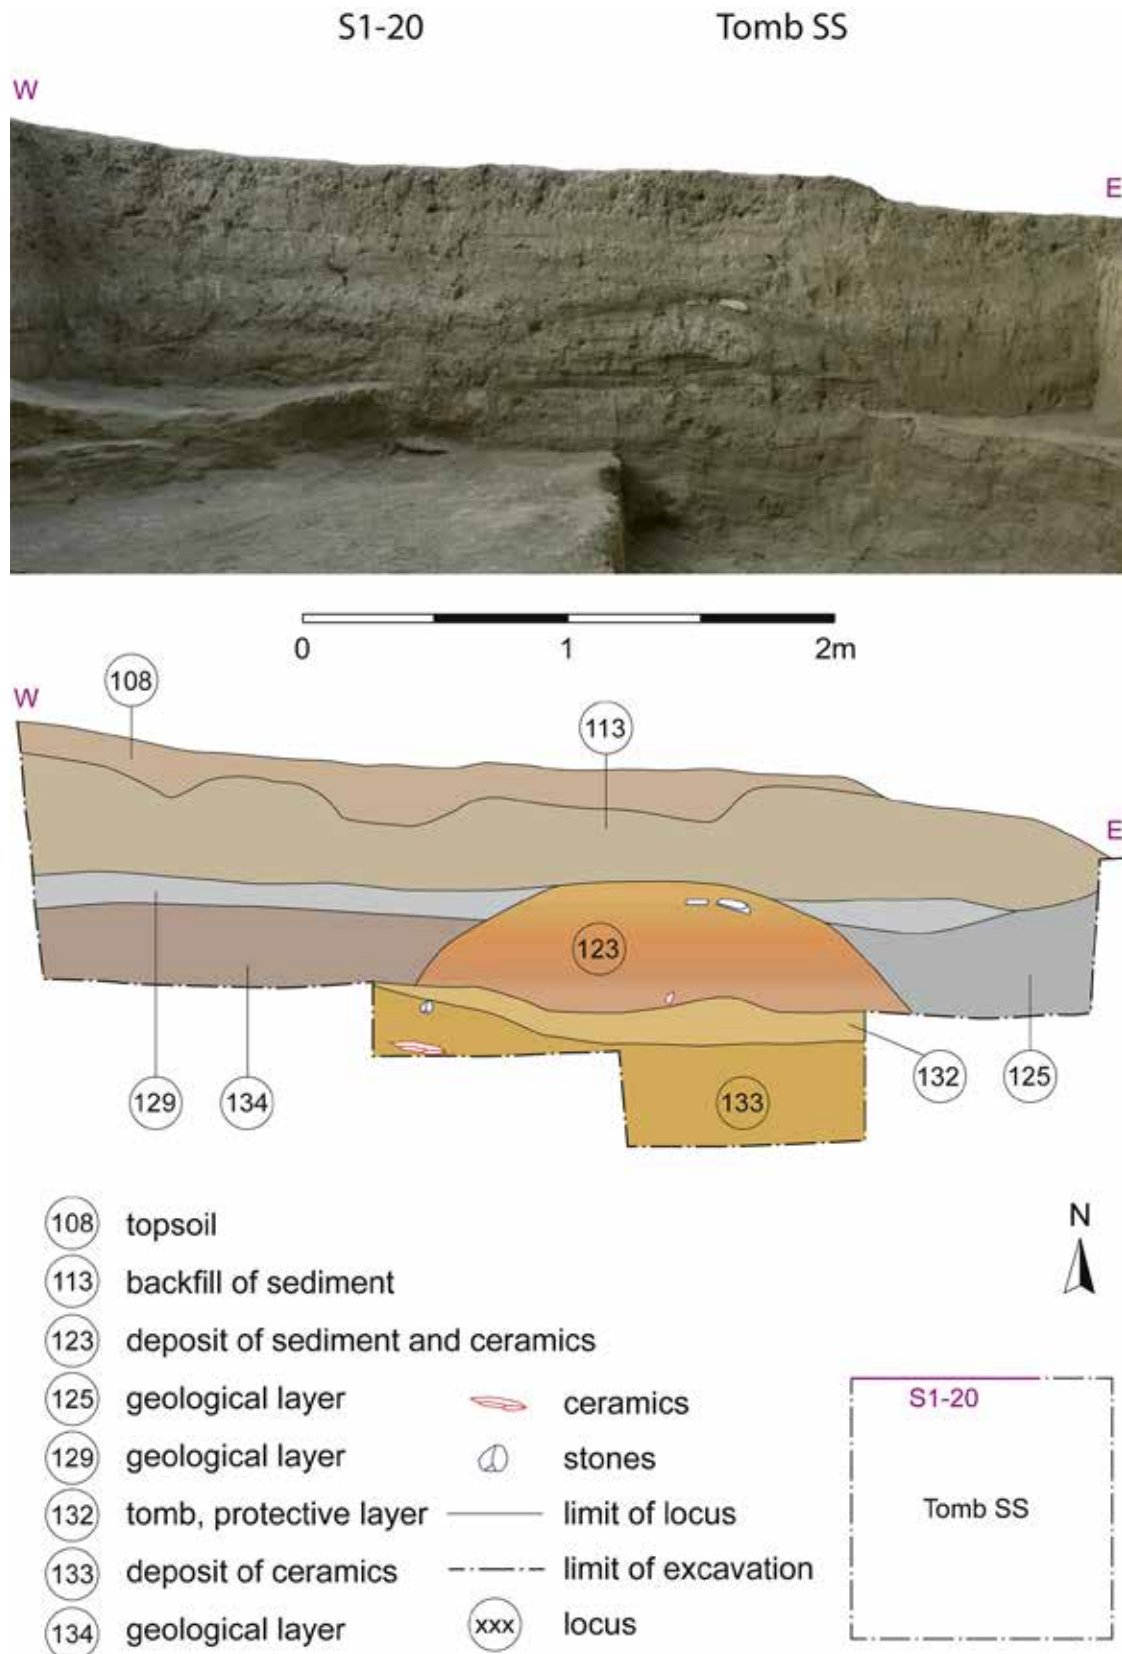 S1-20 Tomb SS
W
E
0 1 2m
108
W
113
E
123
129 134 132 125
133
108 topsoil
N
113 backfill of sediment
123 deposit of sediment and ceramics
125 geological layer
ceramics
S1-20
129 geological layer
stones
132 tomb, protective layer
limit of locus
Tomb SS
133 deposit of ceramics
limit of excavation
134 geological layer
xxx locus